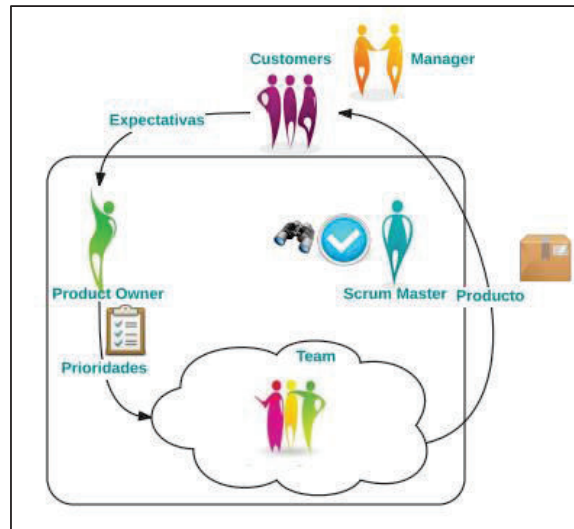 Customers
Manager
Expectativas
Product Owner
Scrum Master
Producto
Prioridades
Team